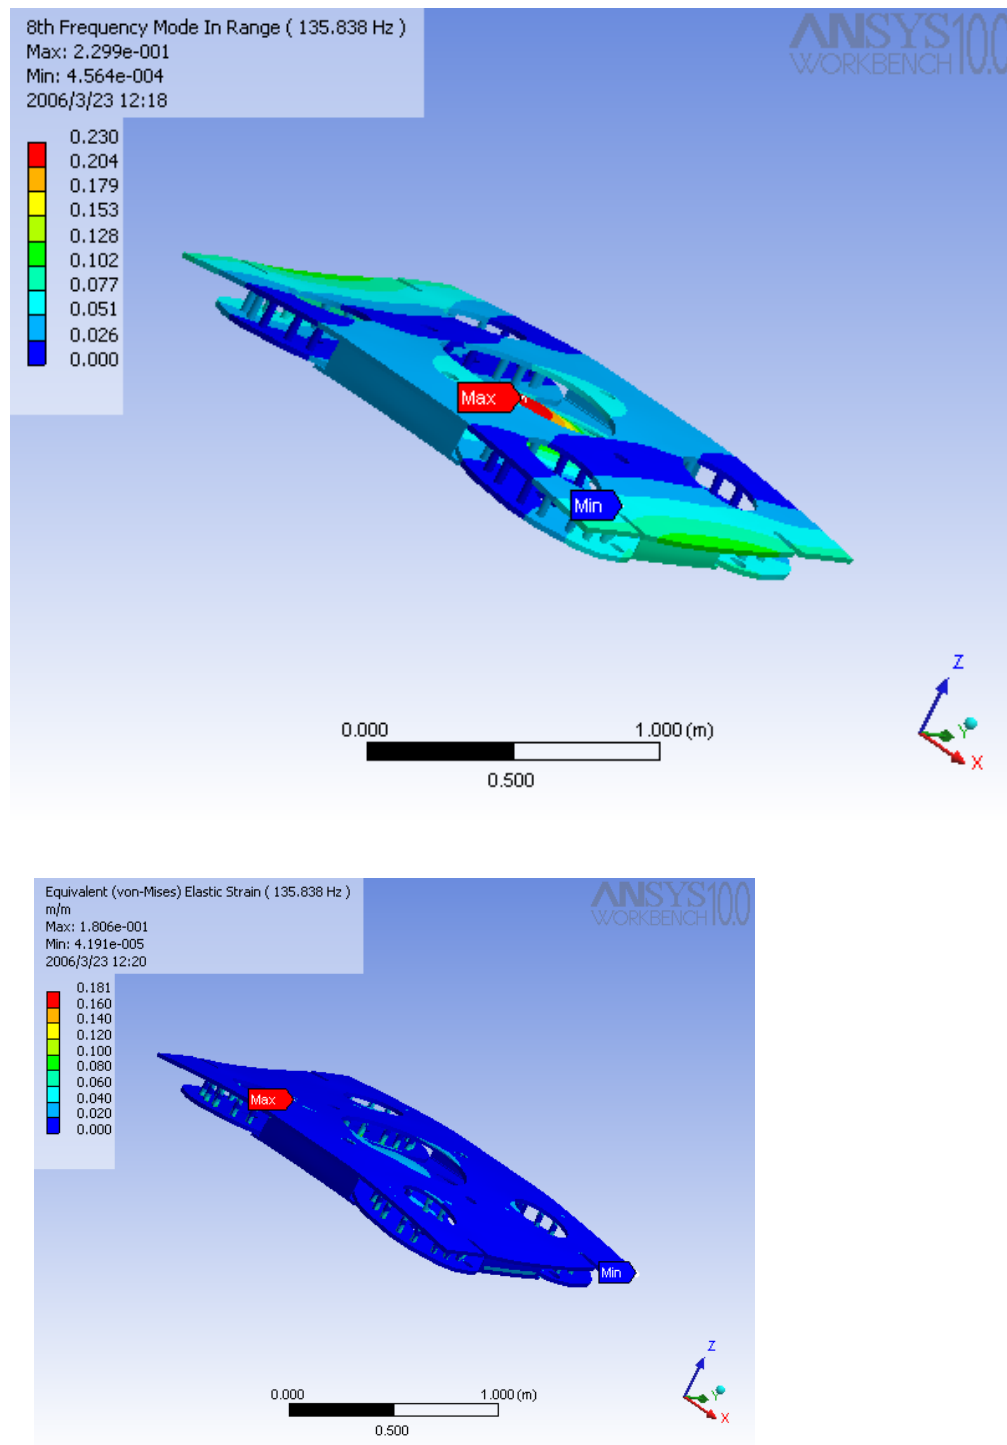 8th Frequency Mode In Range ( 135.838 Hz )
Max: 2.299e-001
Min: 4.564e-004
2006/3/23 12:18
ANSYS 10.0
WORKBENCH
0.230
0.204
0.179
0.153
0.128
0.102
0.077
0.051
0.026
0.000
Max
Min
Z
Y
X
0.000
1.000 (m)
0.500
Equivalent (von-Mises) Elastic Strain ( 135.838 Hz )
m/m
Max: 1.806e-001
Min: 4.191e-005
2006/3/23 12:20
ANSYS 10.0
WORKBENCH
0.181
0.160
0.140
0.120
0.100
0.080
0.060
0.040
0.020
0.000
Max
Min
Z
Y
X
0.000
1.000 (m)
0.500